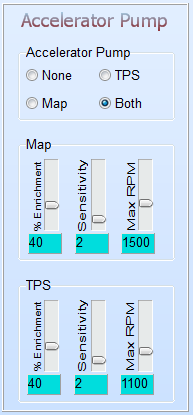 Accelerator Pump
Accelerator Pump
None TPS
Map Both
Map
% Enrichment Sensitivity Max RPM
40 2 1500
TPS
% Enrichment Sensitivity Max RPM
40 2 1100